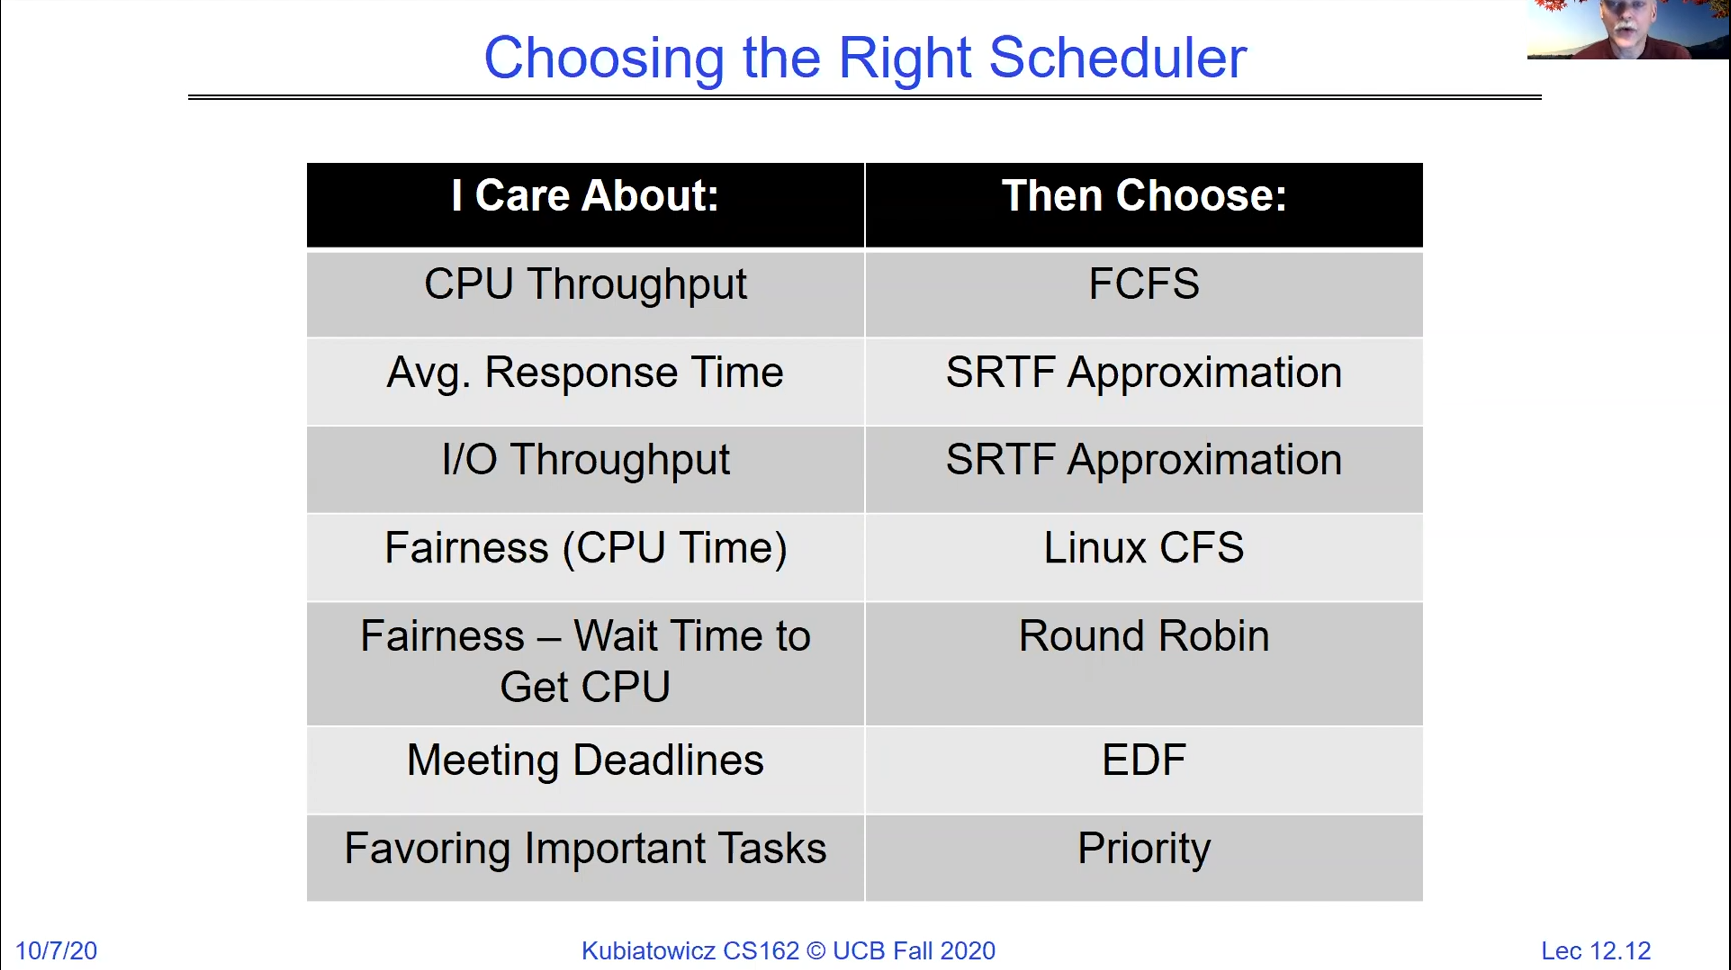 Choosing the Right Scheduler
I Care About:
Then Choose:
CPU Throughput
FCFS
Avg. Response Time
SRTF Approximation
I/O Throughput
SRTF Approximation
Fairness (CPU Time)
Linux CFS
Fairness – Wait Time to
Get CPU
Round Robin
Meeting Deadlines
EDF
Favoring Important Tasks
Priority
10/7/20
Kubiatowicz CS162 © UCB Fall 2020
Lec 12.12